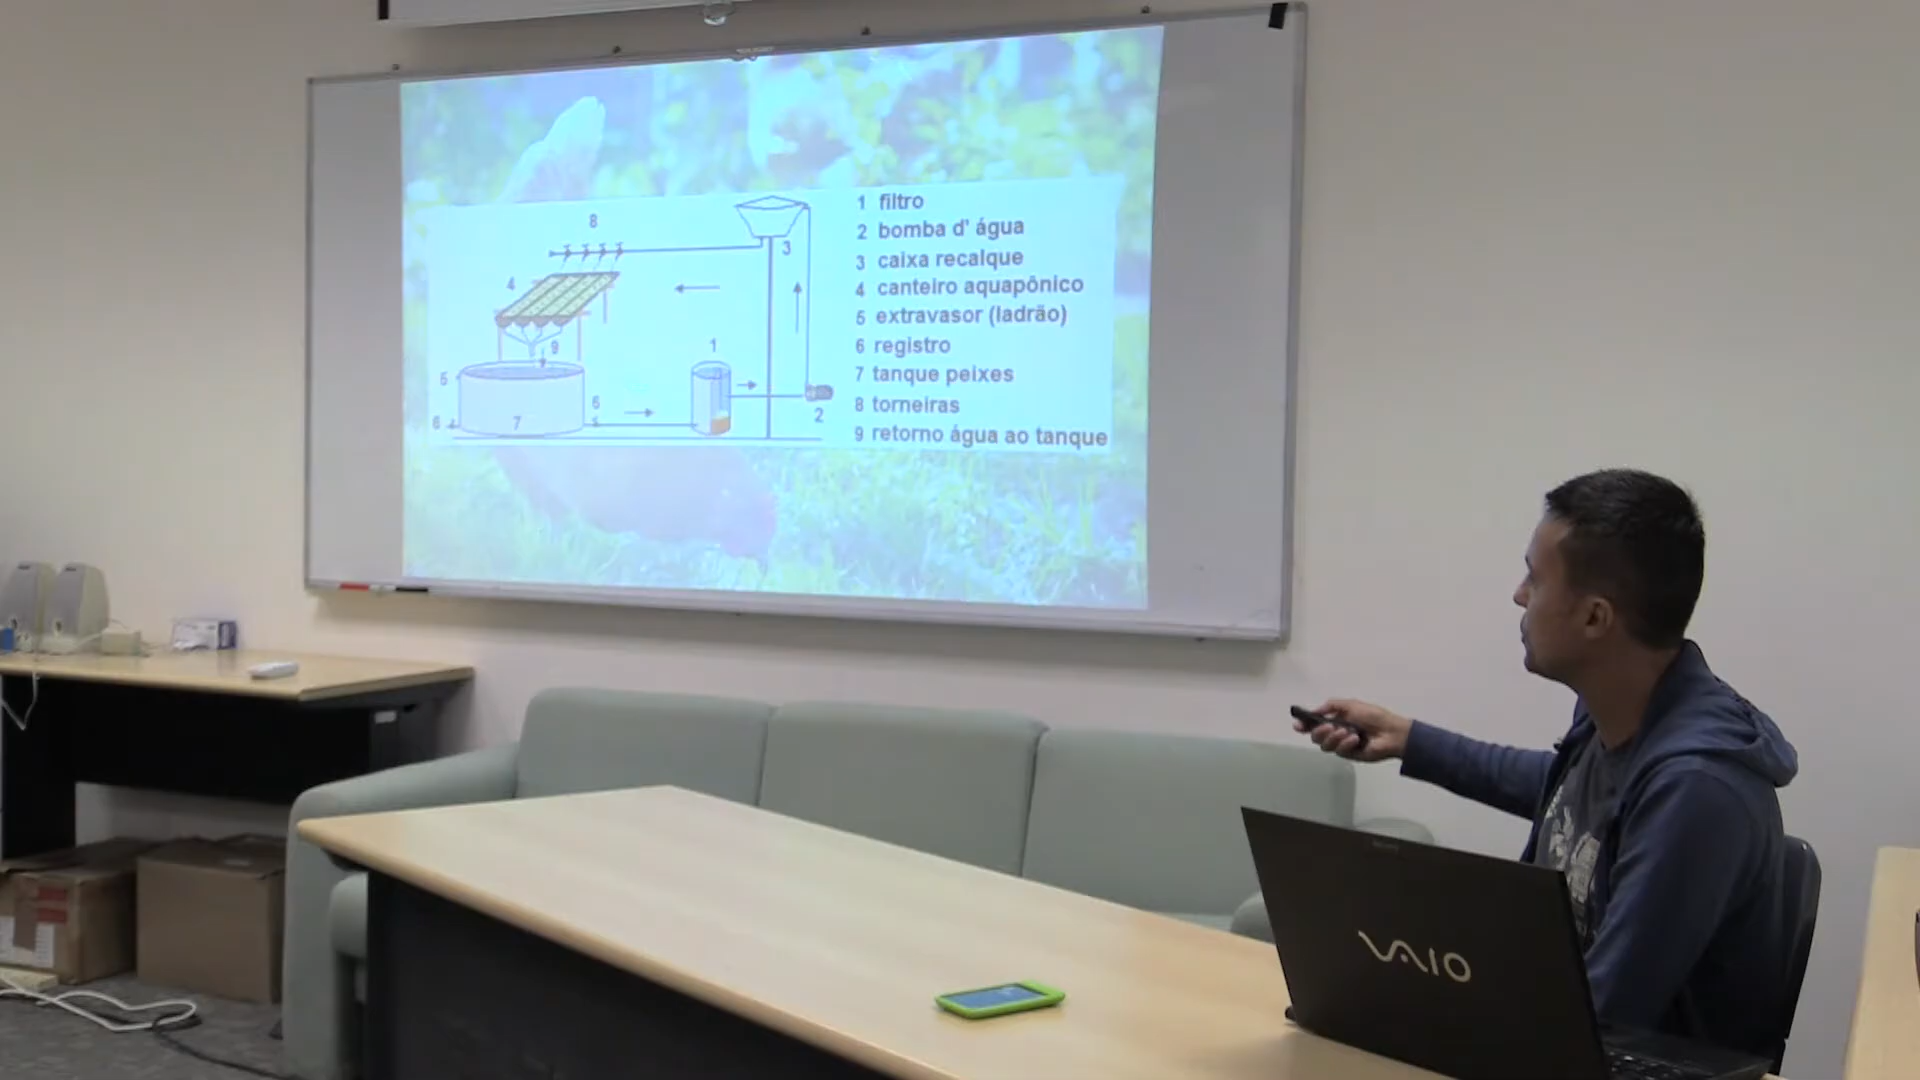 8
3
4
9
1
5
6
7
6
2
1 filtro
2 bomba d' água
3 caixa recalque
4 canteiro aquapônico
5 extravasor (ladrão)
6 registro
7 tanque peixes
8 torneiras
9 retorno água ao tanque
VAIO